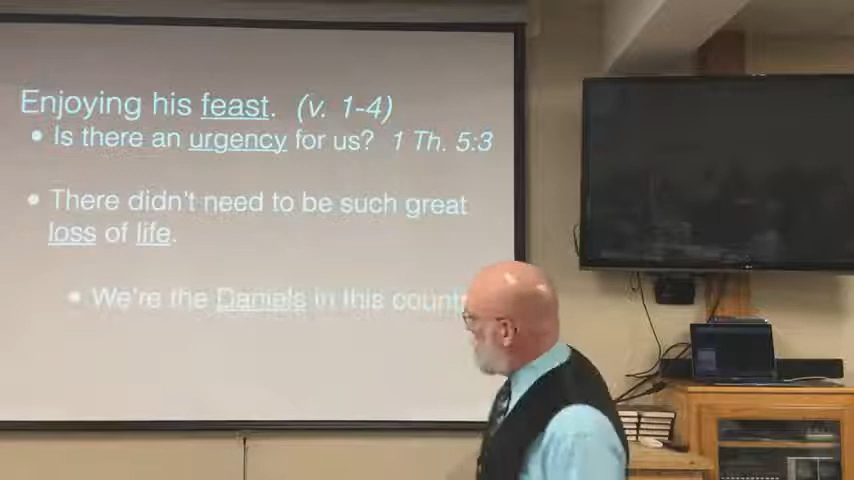 Enjoying his feast. (v. 1-4)
• Is there an urgency for us? 1 Th. 5:3
• There didn't need to be such great
loss of life.
• We're the Daniels in this